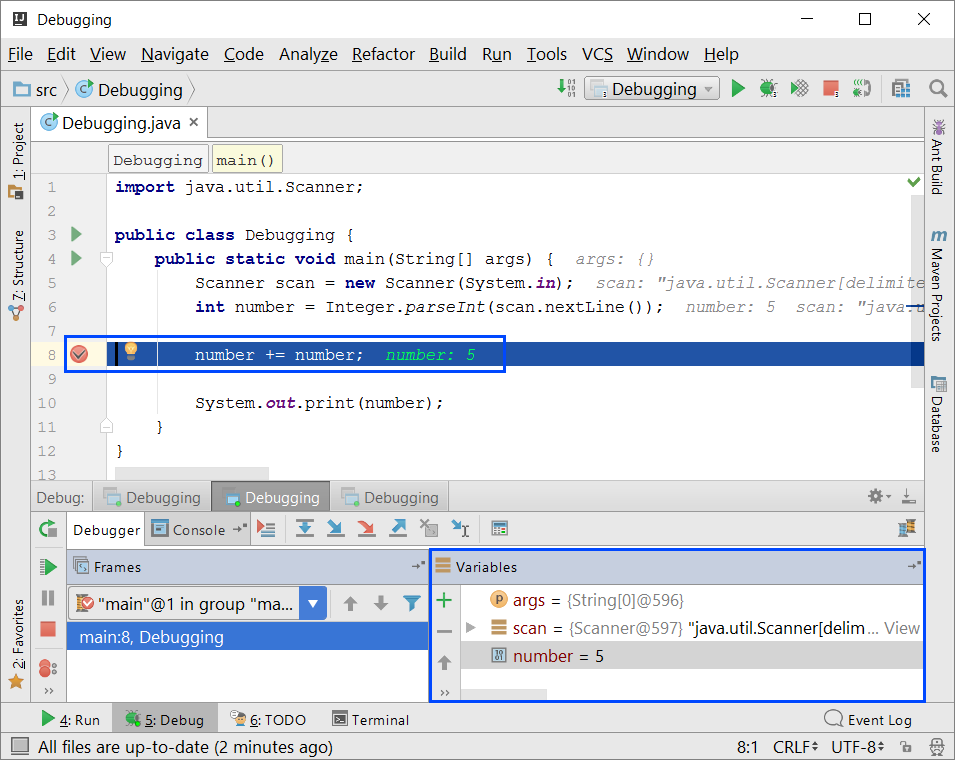 Debugging
File Edit View Navigate Code Analyze Refactor Build Run Tools VCS Window Help
src Debugging Debugging
Debugging.java
Debugging main()
1 import java.util.Scanner;
2
3 public class Debugging {
4 public static void main(String[] args) { args: {}
5 Scanner scan = new Scanner(System.in); scan: "java.util.Scanner[delimite
6 int number = Integer.parseInt(scan.nextLine()); number: 5 scan: "java.u
7
8 number += number; number: 5
9
10 System.out.print(number);
11 }
12 }
13
1: Project
7: Structure
2: Favorites
Ant Build
m Maven Projects
Database
Debug: Debugging Debugging Debugging
Debugger Console
Frames
"main"@1 in group "ma...
main:8, Debugging
Variables
args = {String[0]@596}
scan = {Scanner@597} "java.util.Scanner[delim... View
number = 5
4: Run 5: Debug 6: TODO Terminal Event Log
All files are up-to-date (2 minutes ago) 8:1 CRLF UTF-8